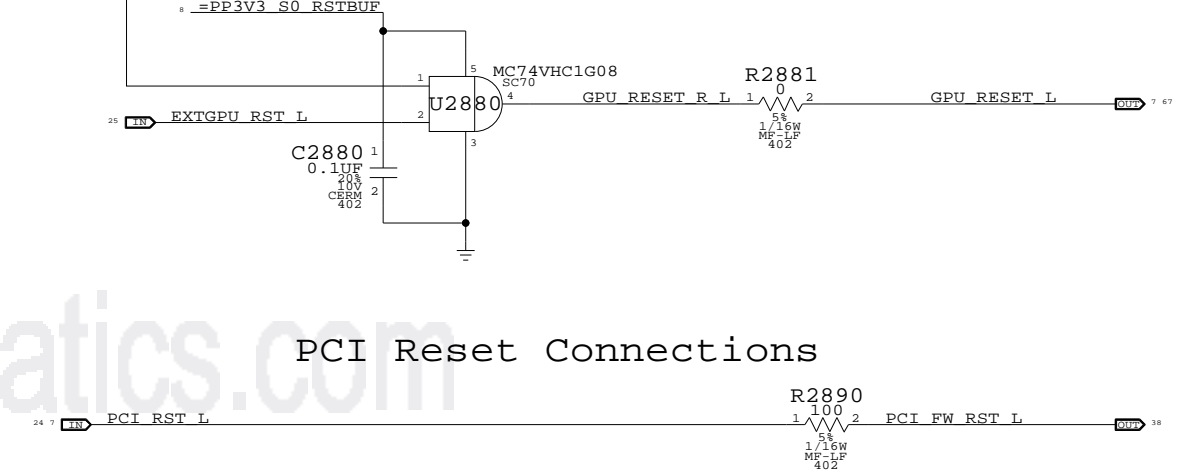 8 =PP3V3_S0_RSTBUF
5 MC74VHC1G08
SC70
1
U2880
4
GPU_RESET_R_L
R2881
0
1 2
5%
1/16W
MF-LF
402
GPU_RESET_L
OUT 7 67
25 IN EXTGPU_RST_L
2
3
C2880 1
0.1UF
20%
10V
CERM 2
402
atics.com
PCI Reset Connections
24 7 IN PCI_RST_L
R2890
100
1 2
5%
1/16W
MF-LF
402
PCI_FW_RST_L
OUT 38